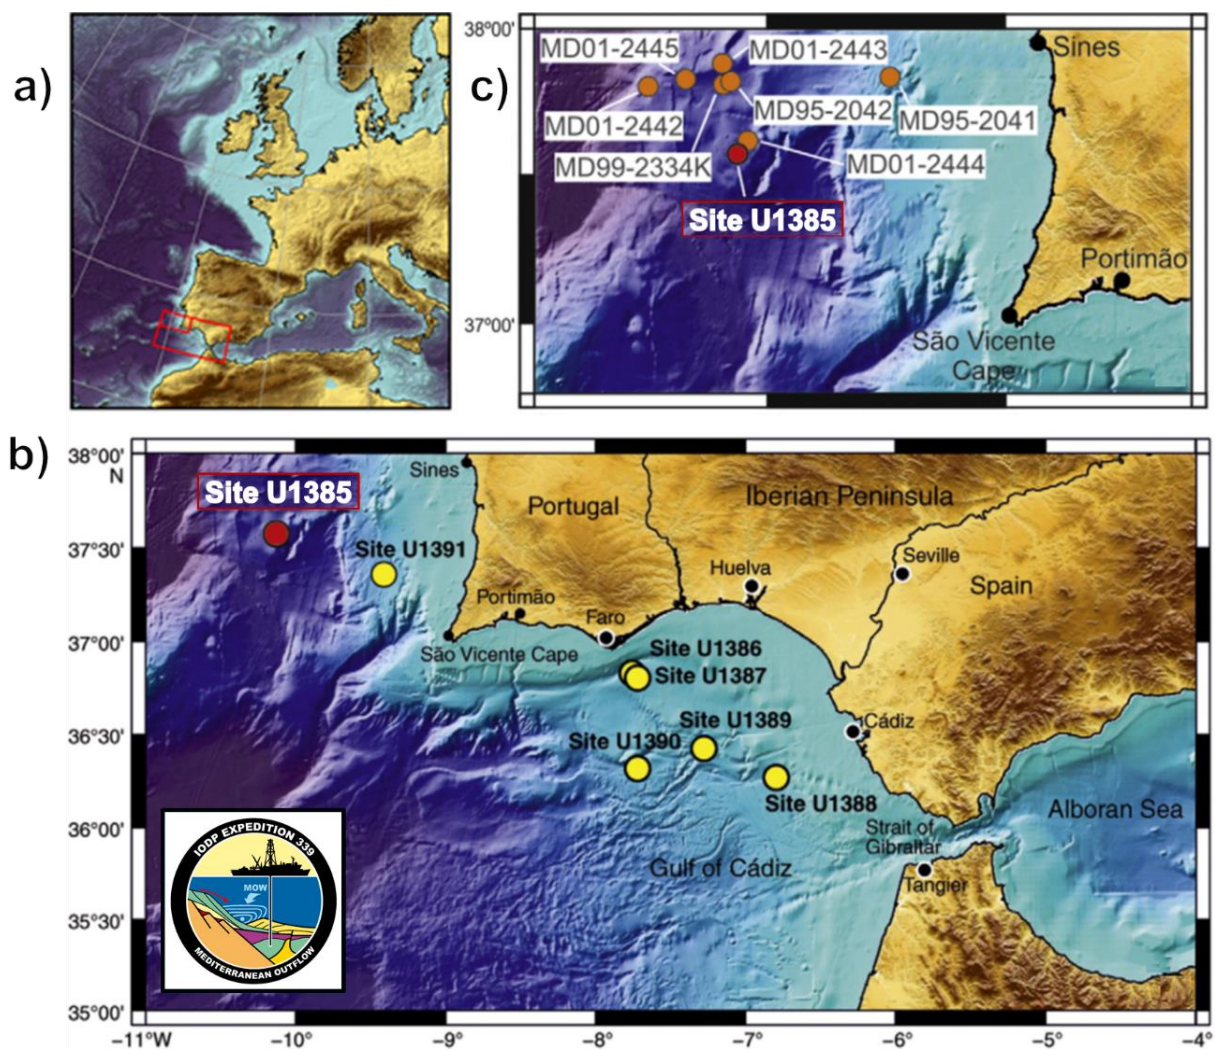 a)
c)
38º00'
37º00'
MD01-2445
MD01-2443
MD01-2442
MD95-2042
MD95-2041
MD99-2334K
MD01-2444
Site U1385
Sines
Portimão
São Vicente
Cape
b)
38°00'
N
37°30'
37°00'
36°30'
36°00'
35°30'
35°00'
Site U1385
Sines
Portugal
Iberian Peninsula
Site U1391
Huelva
Seville
Spain
Portimão
Faro
São Vicente Cape
Site U1386
Site U1387
Site U1389
Cádiz
Site U1390
Site U1388
Alboran Sea
Strait of
Gibraltar
Gulf of Cádiz
Tangier
IODP EXPEDITION 339
MOW
MEDITERRANEAN OUTFLOW
−11°W
−10°
−9°
−8°
−7°
−6°
−5°
−4°